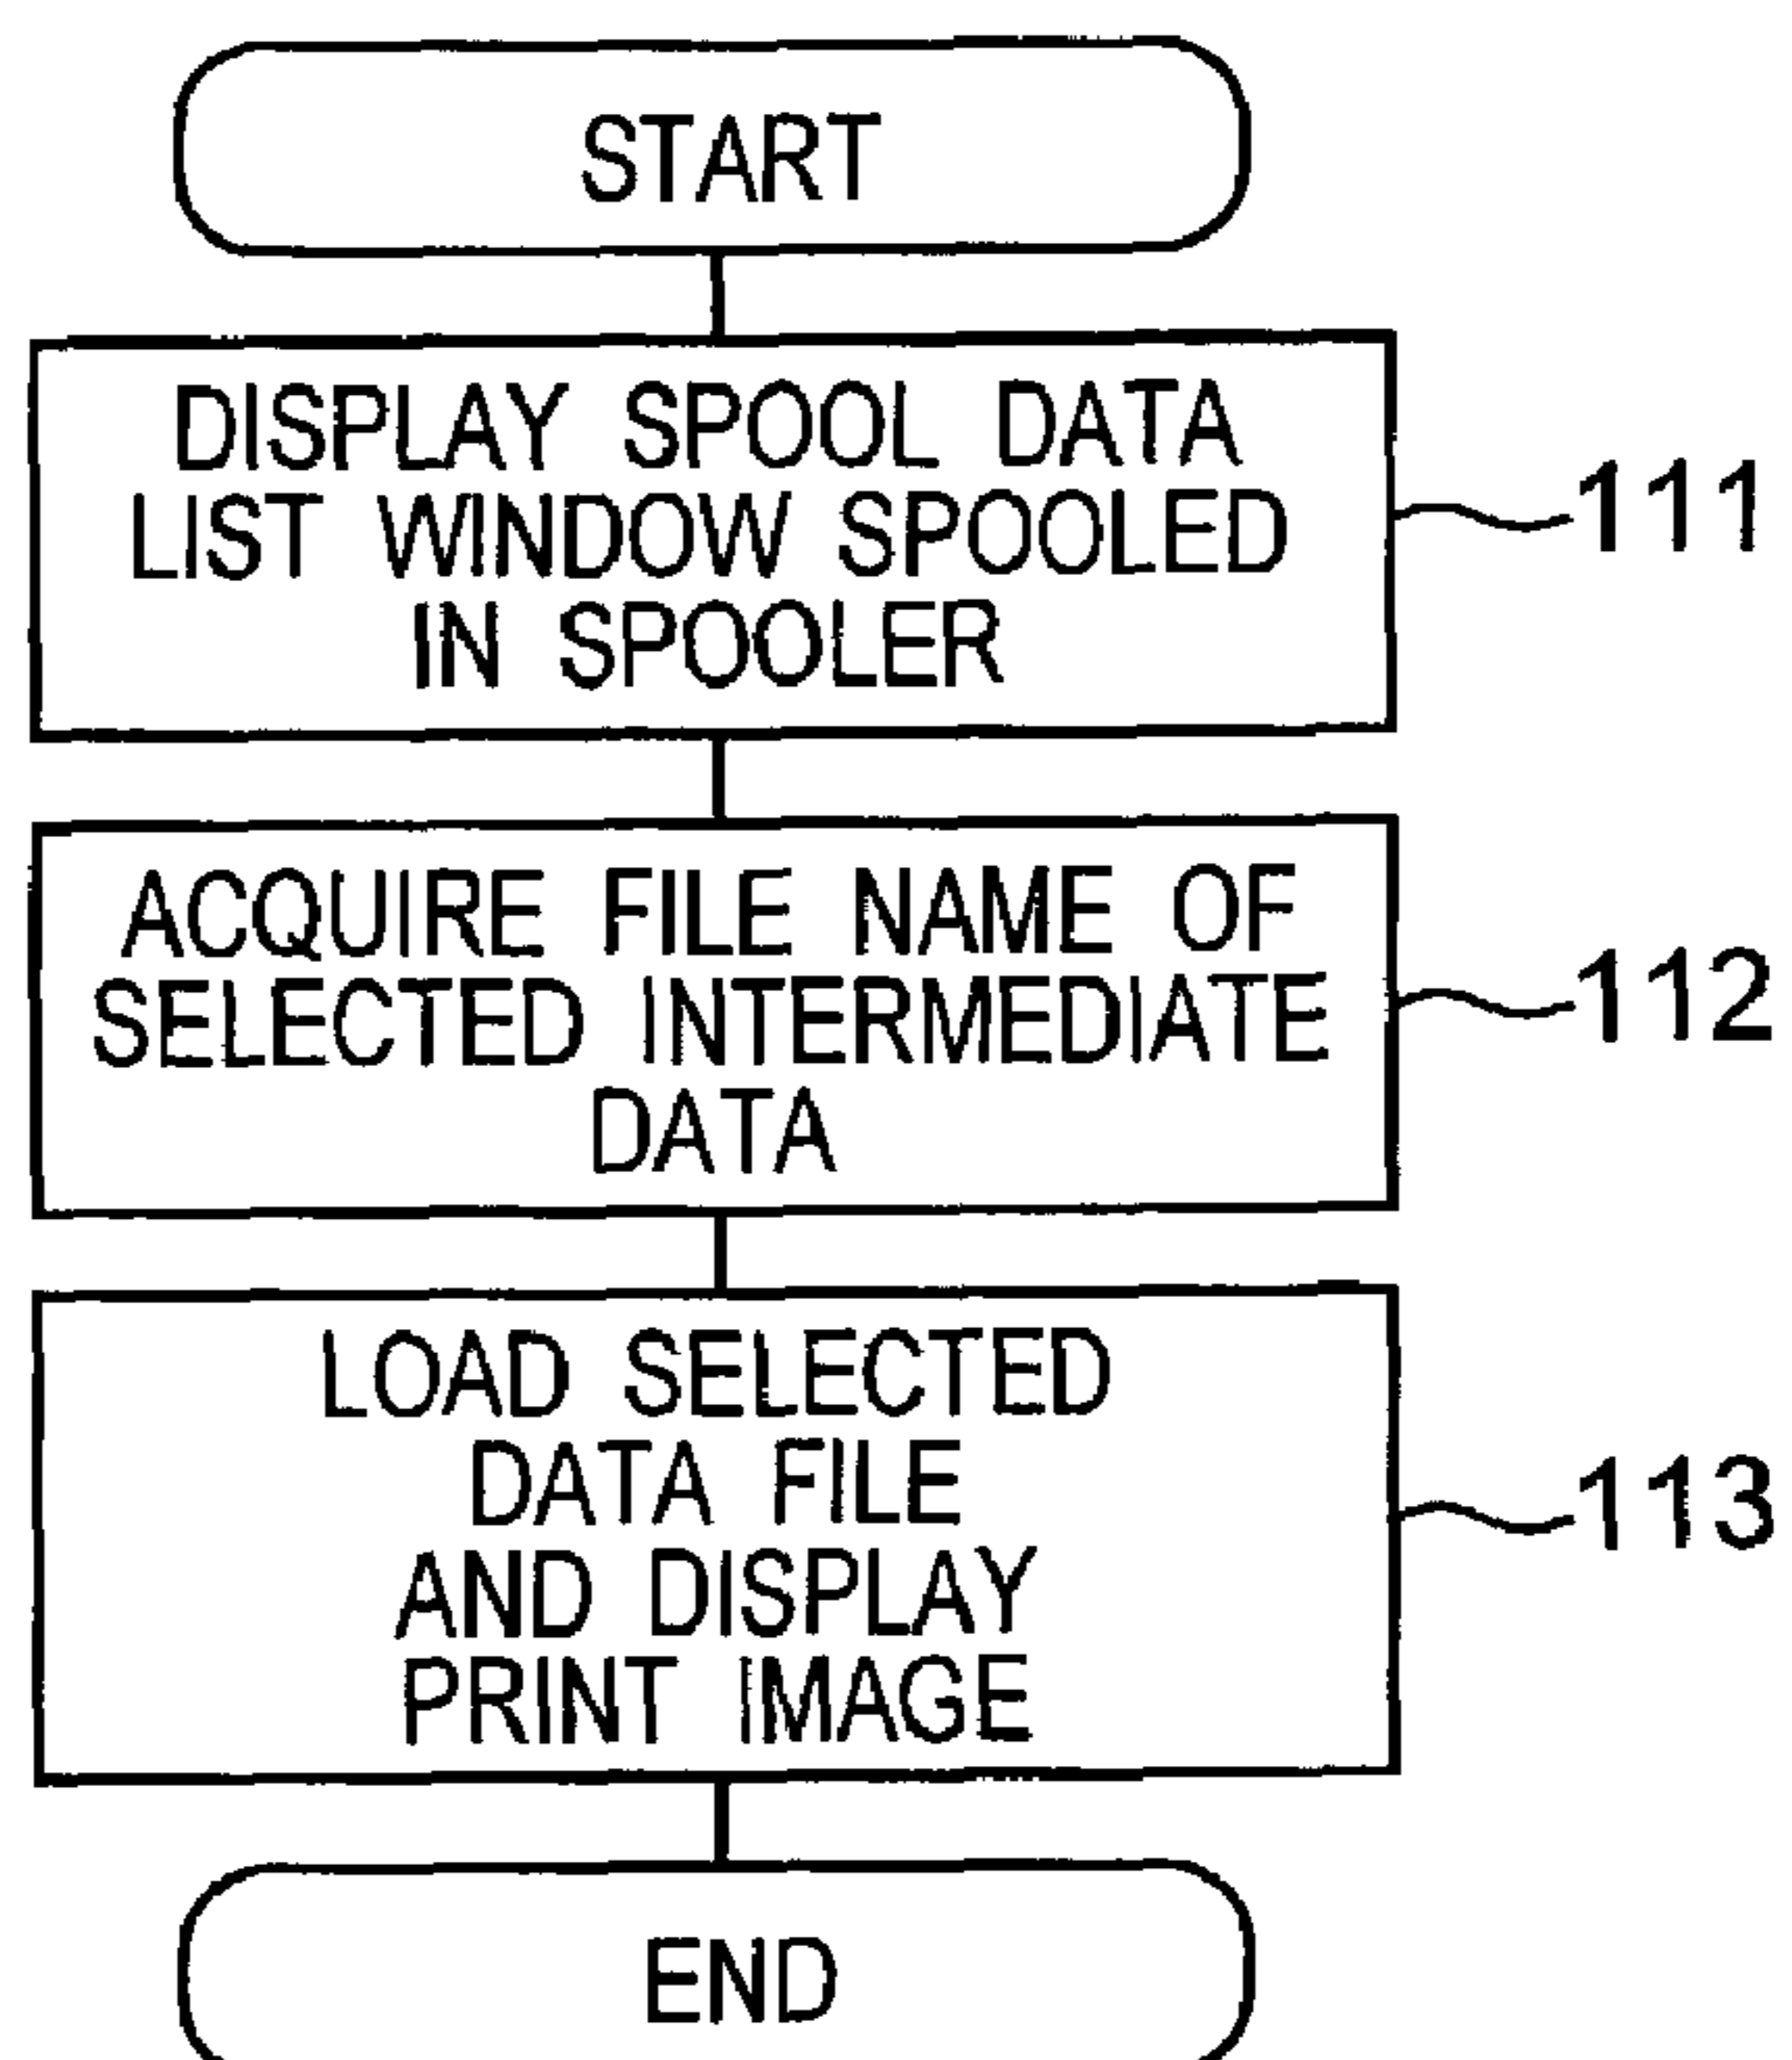 START
DISPLAY SPOOL DATA
LIST WINDOW SPOOLED
IN SPOOLER
111
ACQUIRE FILE NAME OF
SELECTED INTERMEDIATE
DATA
112
LOAD SELECTED
DATA FILE
AND DISPLAY
PRINT IMAGE
113
END